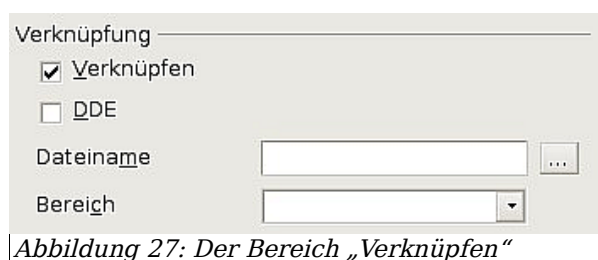 Verknüpfung
Verknüpfen
DDE
Dateiname
...
Bereich
Abbildung 27: Der Bereich „Verknüpfen“